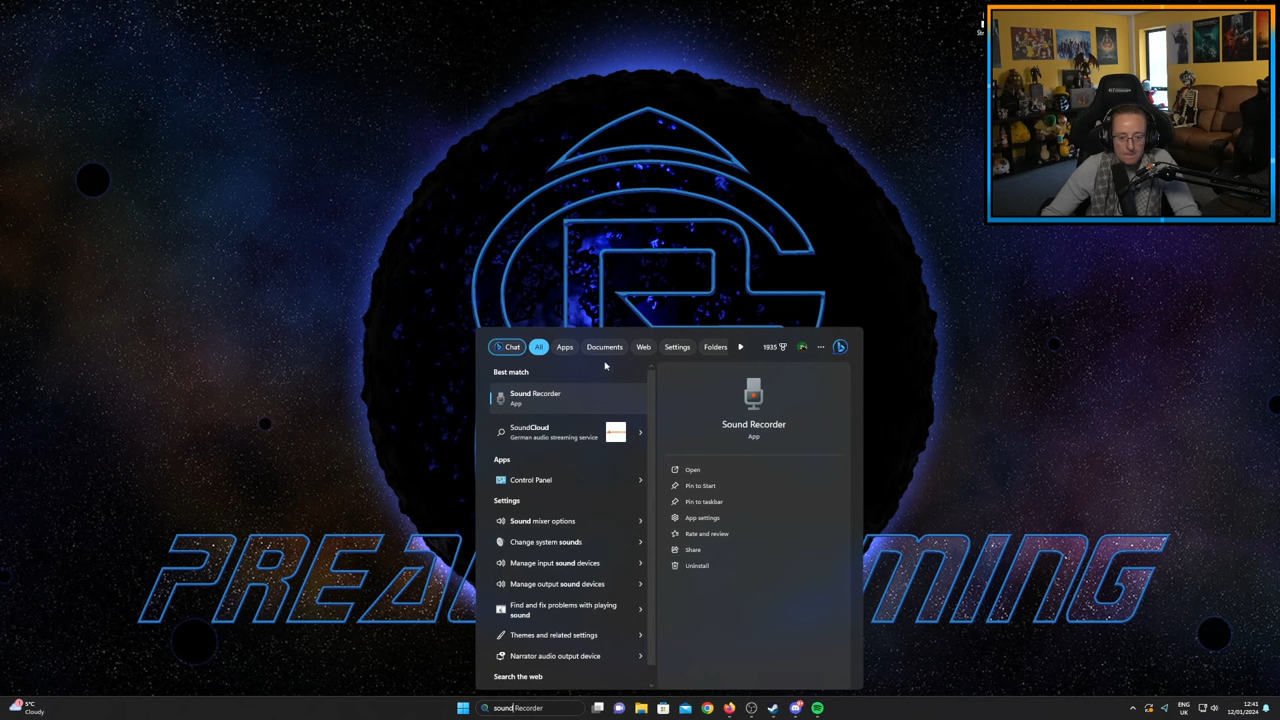 PREA
MING
Chat
All
Apps
Documents
Web
Settings
Folders
1935
Best match
Sound Recorder
App
SoundCloud
German audio streaming service
Apps
Control Panel
Settings
Sound mixer options
Change system sounds
Manage input sound devices
Manage output sound devices
Find and fix problems with playing
sound
Themes and related settings
Narrator audio output device
Search the web
Sound Recorder
App
Open
Pin to Start
Pin to taskbar
App settings
Rate and review
Share
Uninstall
5°C
Cloudy
sound Recorder
ENG
UK
12:41
12/01/2024